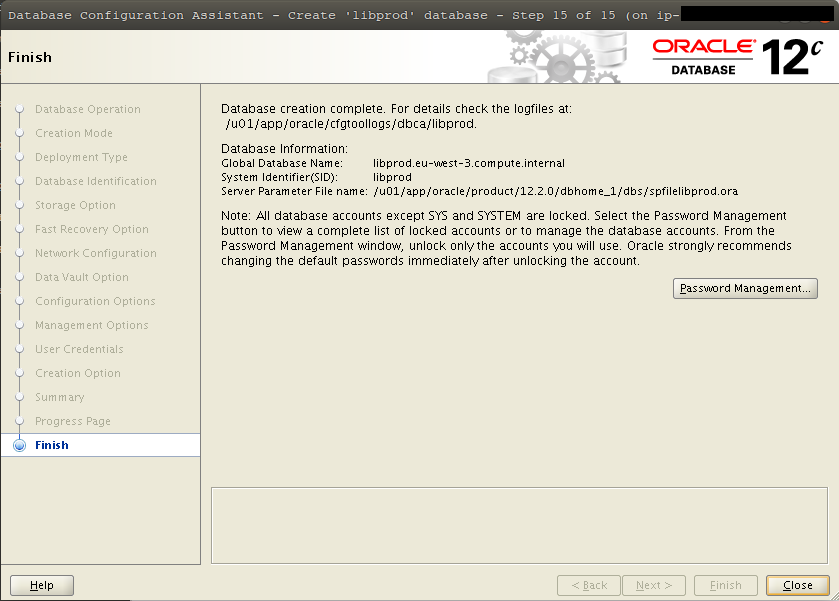 Database Configuration Assistant - Create 'libprod' database - Step 15 of 15 (on ip-
Finish
ORACLE®
DATABASE
12c
Database Operation
Creation Mode
Deployment Type
Database Identification
Storage Option
Fast Recovery Option
Network Configuration
Data Vault Option
Configuration Options
Management Options
User Credentials
Creation Option
Summary
Progress Page
Finish
Database creation complete. For details check the logfiles at:
/u01/app/oracle/cfgtoollogs/dbca/libprod.
Database Information:
Global Database Name: libprod.eu-west-3.compute.internal
System Identifier(SID): libprod
Server Parameter File name: /u01/app/oracle/product/12.2.0/dbhome_1/dbs/spfilelibprod.ora
Note: All database accounts except SYS and SYSTEM are locked. Select the Password Management
button to view a complete list of locked accounts or to manage the database accounts. From the
Password Management window, unlock only the accounts you will use. Oracle strongly recommends
changing the default passwords immediately after unlocking the account.
Password Management...
Help
< Back
Next >
Finish
Close